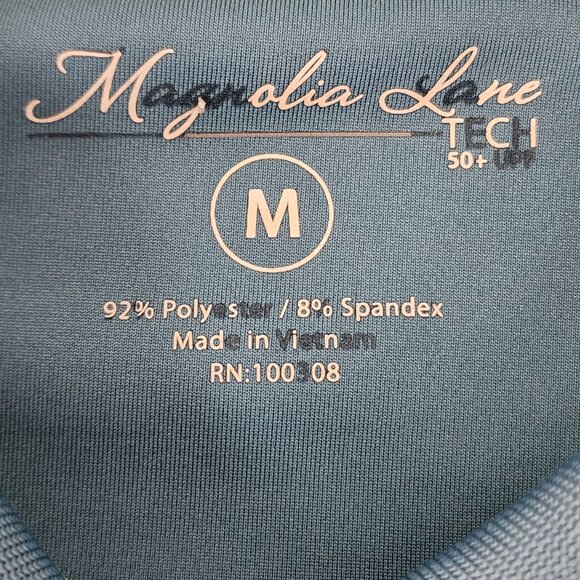 Magnolia Lane
TECH
50+ UPF
M
92% Polyester / 8% Spandex
Made in Vietnam
RN:100308